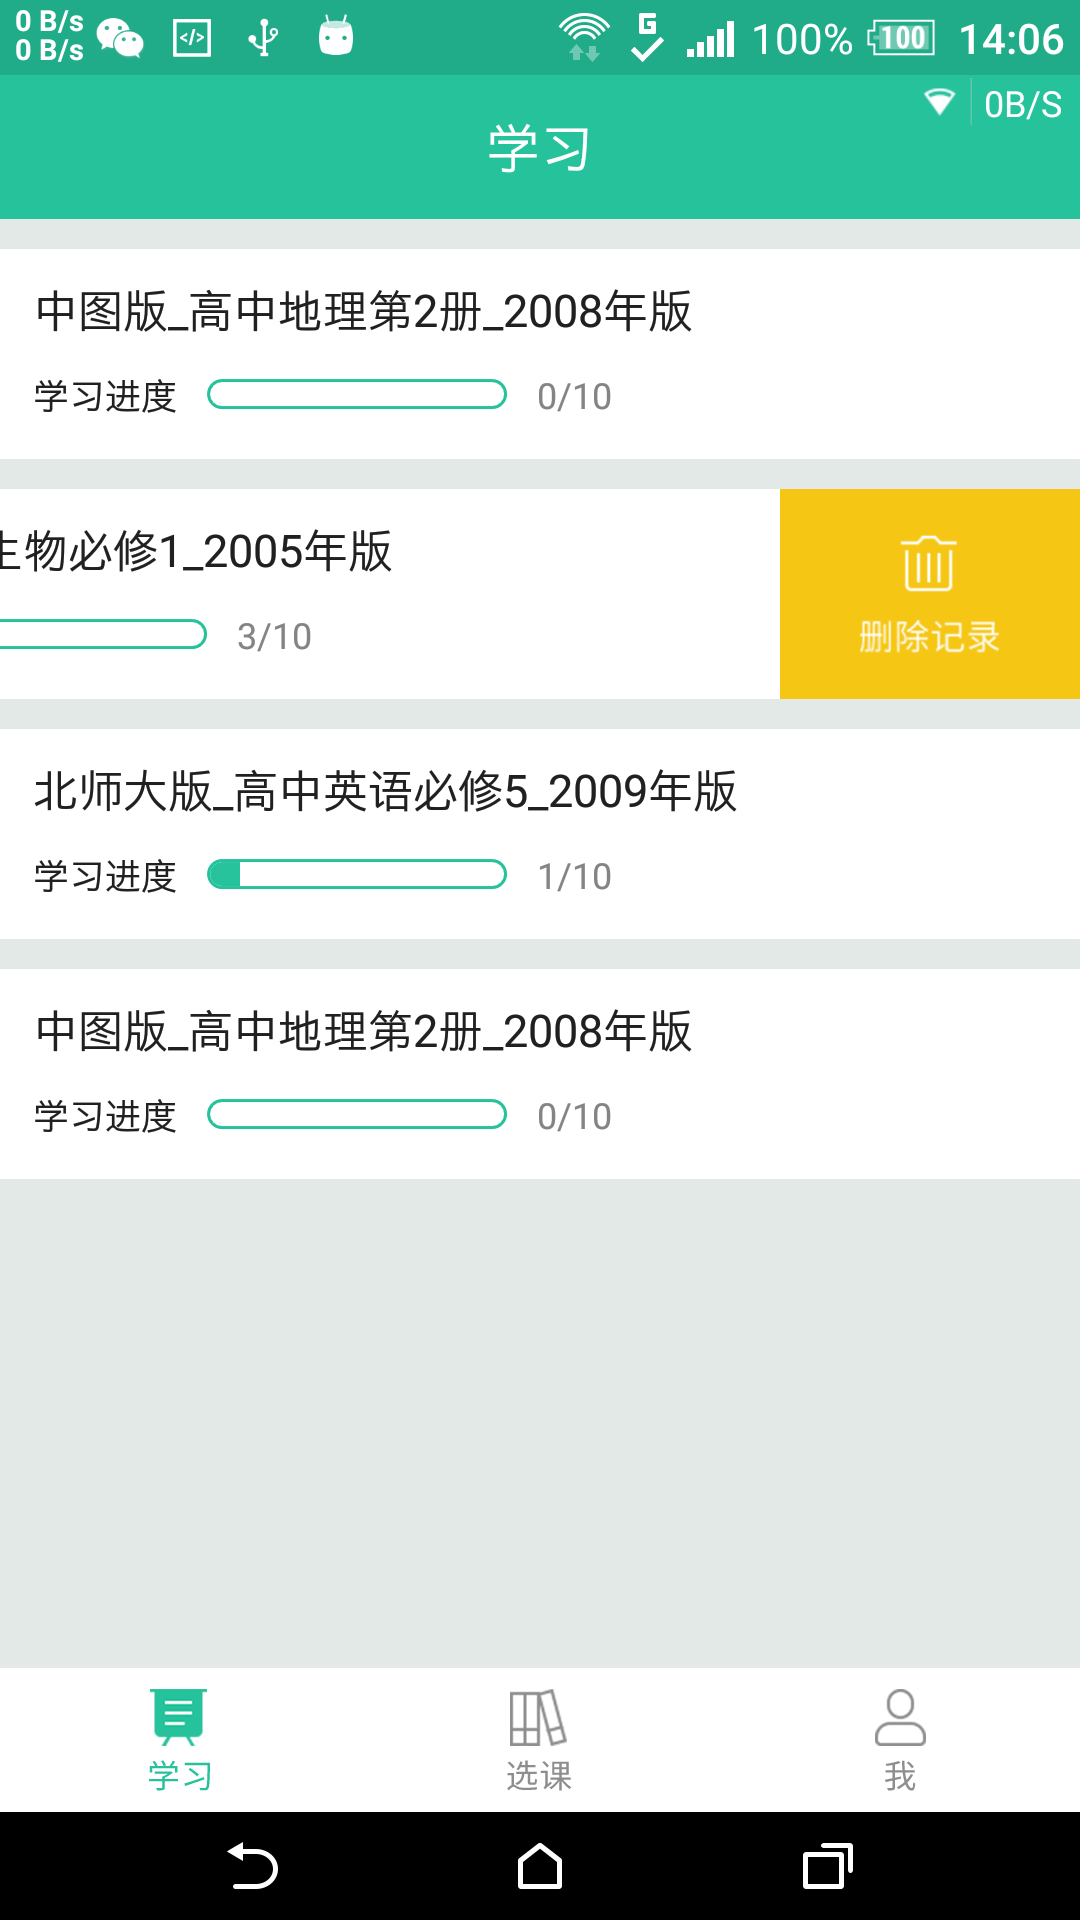 0 B/s
0 B/s
100%
100
14:06
0B/S
学习
中图版_高中地理第2册_2008年版
学习进度 0/10
生物必修1_2005年版
3/10
删除记录
北师大版_高中英语必修5_2009年版
学习进度 1/10
中图版_高中地理第2册_2008年版
学习进度 0/10
学习 选课 我